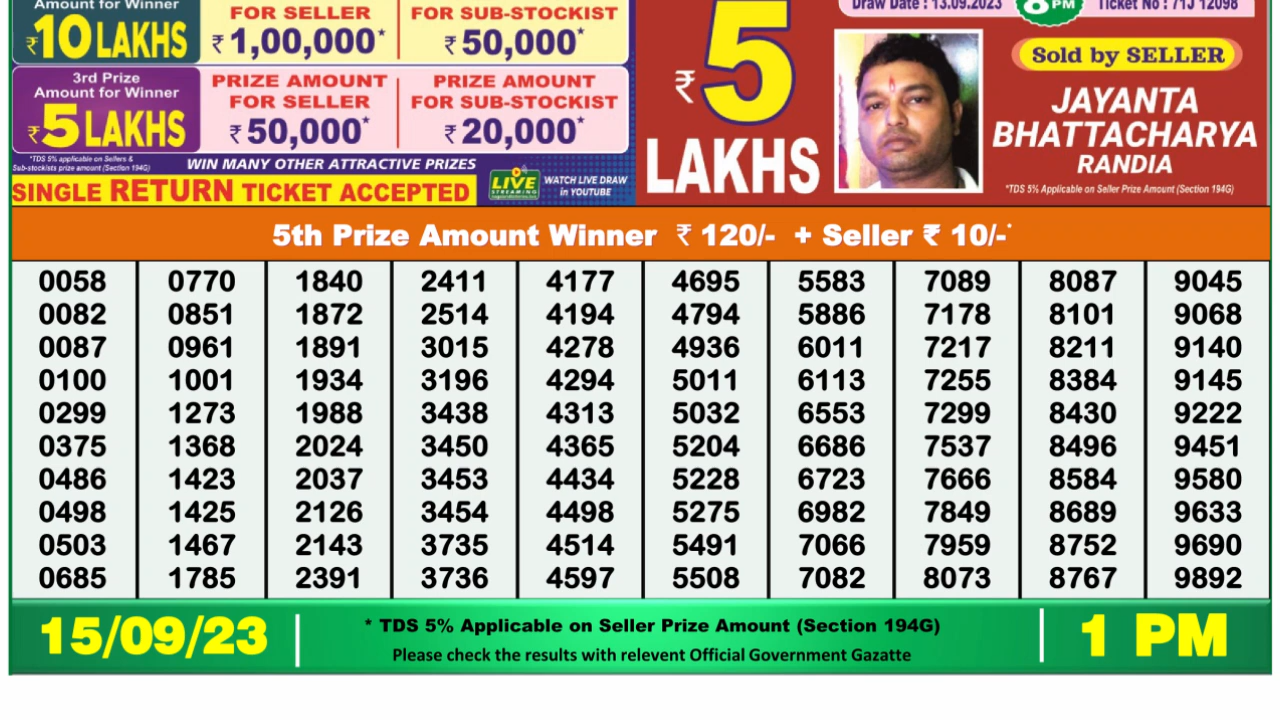 Amount for Winner
₹10 LAKHS
FOR SELLER
₹1,00,000*
FOR SUB-STOCKIST
₹50,000*
3rd Prize
Amount for Winner
₹5 LAKHS
PRIZE AMOUNT
FOR SELLER
₹50,000*
PRIZE AMOUNT
FOR SUB-STOCKIST
₹20,000*
*TDS 5% applicable on Sellers &
Sub-stockists prize amount (Section 194G)
WIN MANY OTHER ATTRACTIVE PRIZES
SINGLE RETURN TICKET ACCEPTED
LIVE
STREAMING
WATCH LIVE DRAW
in YOUTUBE
₹5
LAKHS
Draw Date : 13.09.2023
8PM
Ticket No : 71J 12098
Sold by SELLER
JAYANTA
BHATTACHARYA
RANDIA
*TDS 5% Applicable on Seller Prize Amount (Section 194G)
5th Prize Amount Winner ₹ 120/- + Seller ₹ 10/-*
0058 0770 1840 2411 4177 4695 5583 7089 8087 9045
0082 0851 1872 2514 4194 4794 5886 7178 8101 9068
0087 0961 1891 3015 4278 4936 6011 7217 8211 9140
0100 1001 1934 3196 4294 5011 6113 7255 8384 9145
0299 1273 1988 3438 4313 5032 6553 7299 8430 9222
0375 1368 2024 3450 4365 5204 6686 7537 8496 9451
0486 1423 2037 3453 4434 5228 6723 7666 8584 9580
0498 1425 2126 3454 4498 5275 6982 7849 8689 9633
0503 1467 2143 3735 4514 5491 7066 7959 8752 9690
0685 1785 2391 3736 4597 5508 7082 8073 8767 9892
15/09/23
* TDS 5% Applicable on Seller Prize Amount (Section 194G)
Please check the results with relevent Official Government Gazatte
1 PM